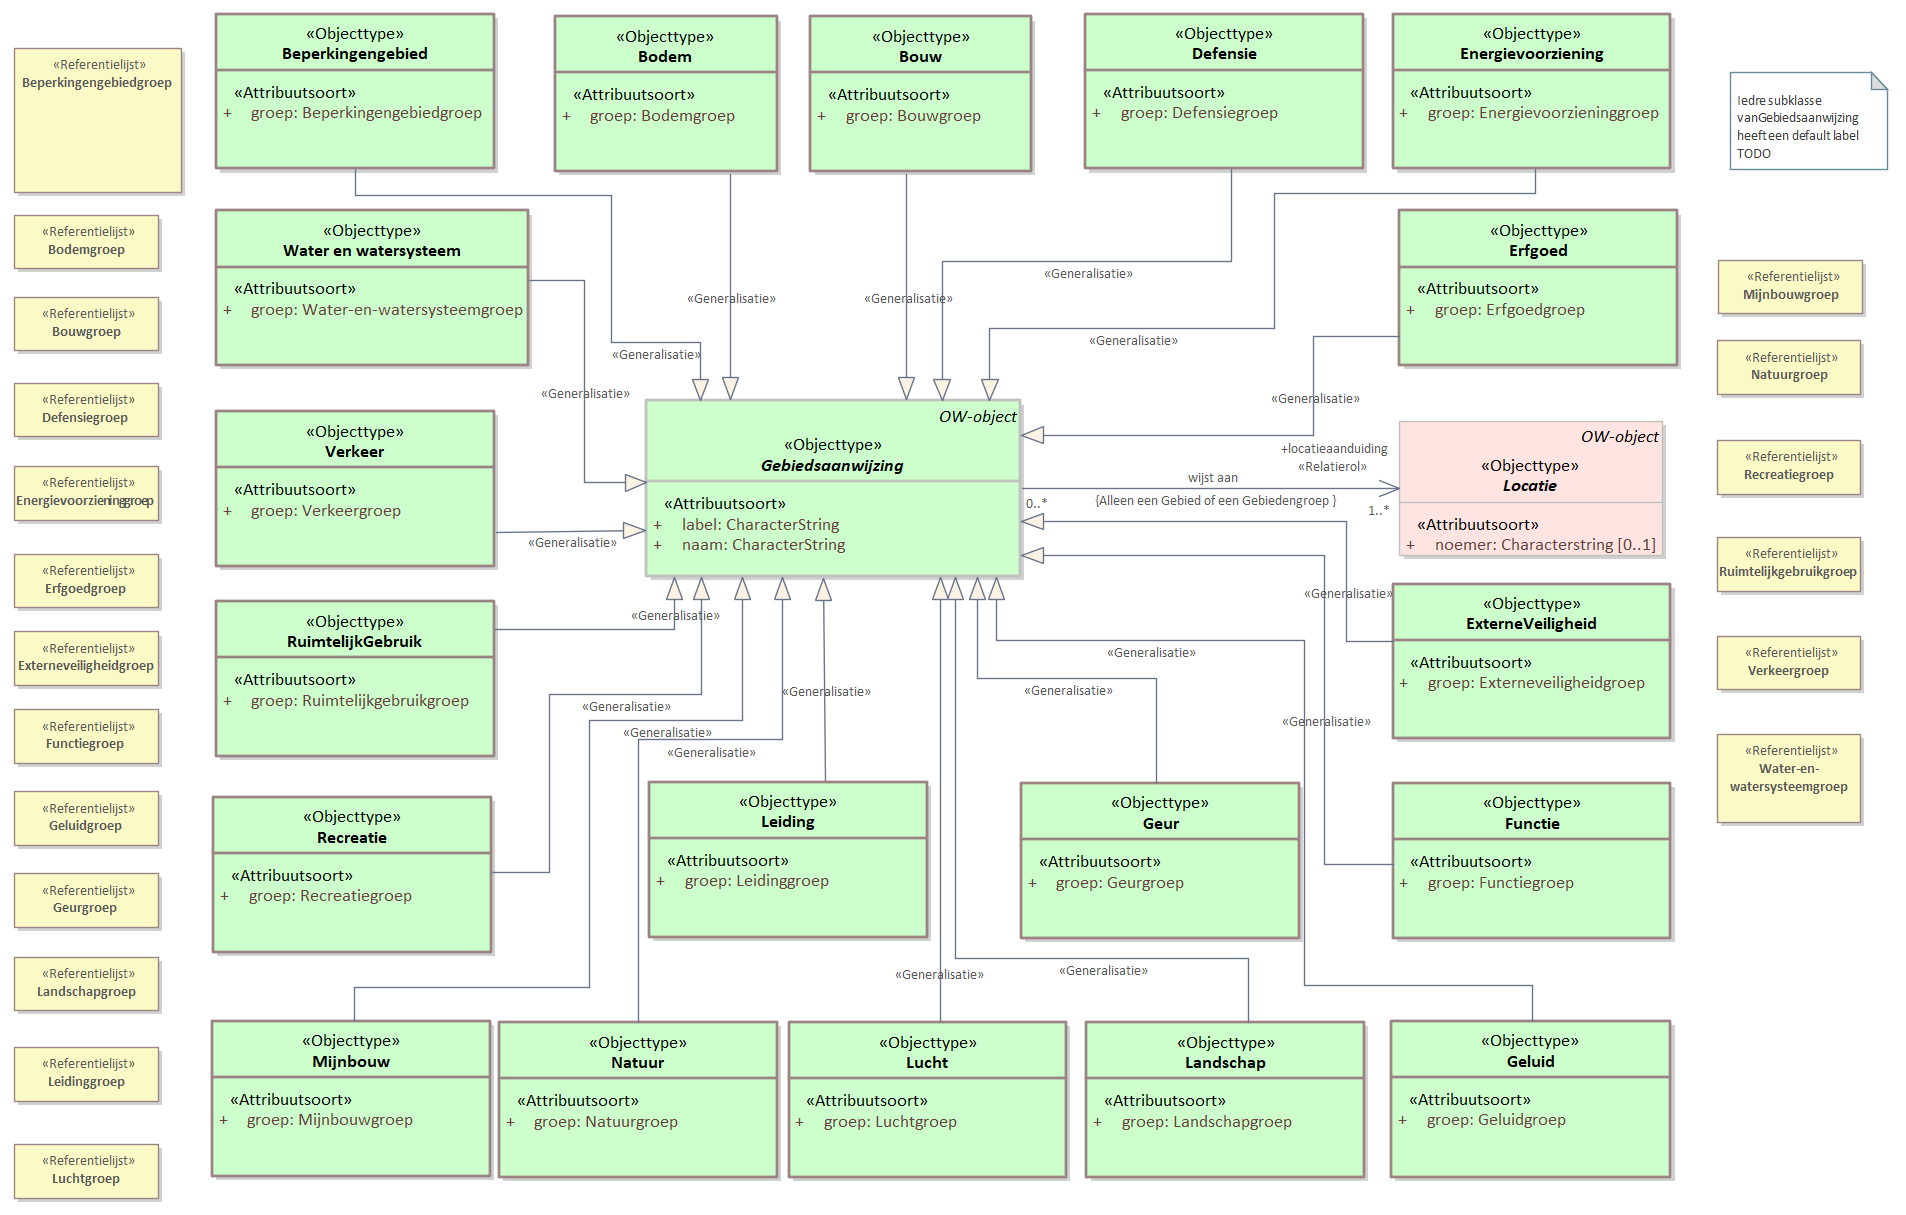 «Referentielijst»
Beperkingengebiedgroep
«Referentielijst»
Bodemgroep
«Referentielijst»
Bouwgroep
«Referentielijst»
Defensiegroep
«Referentielijst»
Energievoorzieninggroep
«Referentielijst»
Erfgoedgroep
«Referentielijst»
Externeveiligheidgroep
«Referentielijst»
Functiegroep
«Referentielijst»
Geluidgroep
«Referentielijst»
Geurgroep
«Referentielijst»
Landschapgroep
«Referentielijst»
Leidinggroep
«Referentielijst»
Luchtgroep
«Objecttype»
Beperkingengebied
«Attribuutsoort»
+ groep: Beperkingengebiedgroep
«Objecttype»
Bodem
«Attribuutsoort»
+ groep: Bodemgroep
«Objecttype»
Bouw
«Attribuutsoort»
+ groep: Bouwgroep
«Objecttype»
Defensie
«Attribuutsoort»
+ groep: Defensiegroep
«Objecttype»
Energievoorziening
«Attribuutsoort»
+ groep: Energievoorzieninggroep
Iedre subklasse
vanGebiedsaanwijzing
heeft een default label
TODO
«Objecttype»
Water en watersysteem
«Attribuutsoort»
+ groep: Water-en-watersysteemgroep
«Objecttype»
Erfgoed
«Attribuutsoort»
+ groep: Erfgoedgroep
«Generalisatie»
«Generalisatie»
«Generalisatie»
«Generalisatie»
«Generalisatie»
«Generalisatie»
«Generalisatie»
«Objecttype»
Verkeer
«Attribuutsoort»
+ groep: Verkeergroep
«Generalisatie»
OW-object
«Objecttype»
Gebiedsaanwijzing
«Attribuutsoort»
+ label: CharacterString
+ naam: CharacterString
+locatieaanduiding
«Relatierol»
wijst aan
0..*
{Alleen een Gebied of een Gebiedengroep }
1..*
OW-object
«Objecttype»
Locatie
«Attribuutsoort»
+ noemer: Characterstring [0..1]
«Objecttype»
RuimtelijkGebruik
«Attribuutsoort»
+ groep: Ruimtelijkgebruikgroep
«Generalisatie»
«Generalisatie»
«Generalisatie»
«Generalisatie»
«Generalisatie»
«Generalisatie»
«Generalisatie»
«Generalisatie»
«Generalisatie»
«Objecttype»
ExterneVeiligheid
«Attribuutsoort»
+ groep: Externeveiligheidgroep
«Objecttype»
Recreatie
«Attribuutsoort»
+ groep: Recreatiegroep
«Objecttype»
Leiding
«Attribuutsoort»
+ groep: Leidinggroep
«Objecttype»
Geur
«Attribuutsoort»
+ groep: Geurgroep
«Objecttype»
Functie
«Attribuutsoort»
+ groep: Functiegroep
«Generalisatie»
«Generalisatie»
«Objecttype»
Mijnbouw
«Attribuutsoort»
+ groep: Mijnbouwgroep
«Objecttype»
Natuur
«Attribuutsoort»
+ groep: Natuurgroep
«Objecttype»
Lucht
«Attribuutsoort»
+ groep: Luchtgroep
«Objecttype»
Landschap
«Attribuutsoort»
+ groep: Landschapgroep
«Objecttype»
Geluid
«Attribuutsoort»
+ groep: Geluidgroep
«Referentielijst»
Mijnbouwgroep
«Referentielijst»
Natuurgroep
«Referentielijst»
Recreatiegroep
«Referentielijst»
Ruimtelijkgebruikgroep
«Referentielijst»
Verkeergroep
«Referentielijst»
Water-en-
watersysteemgroep